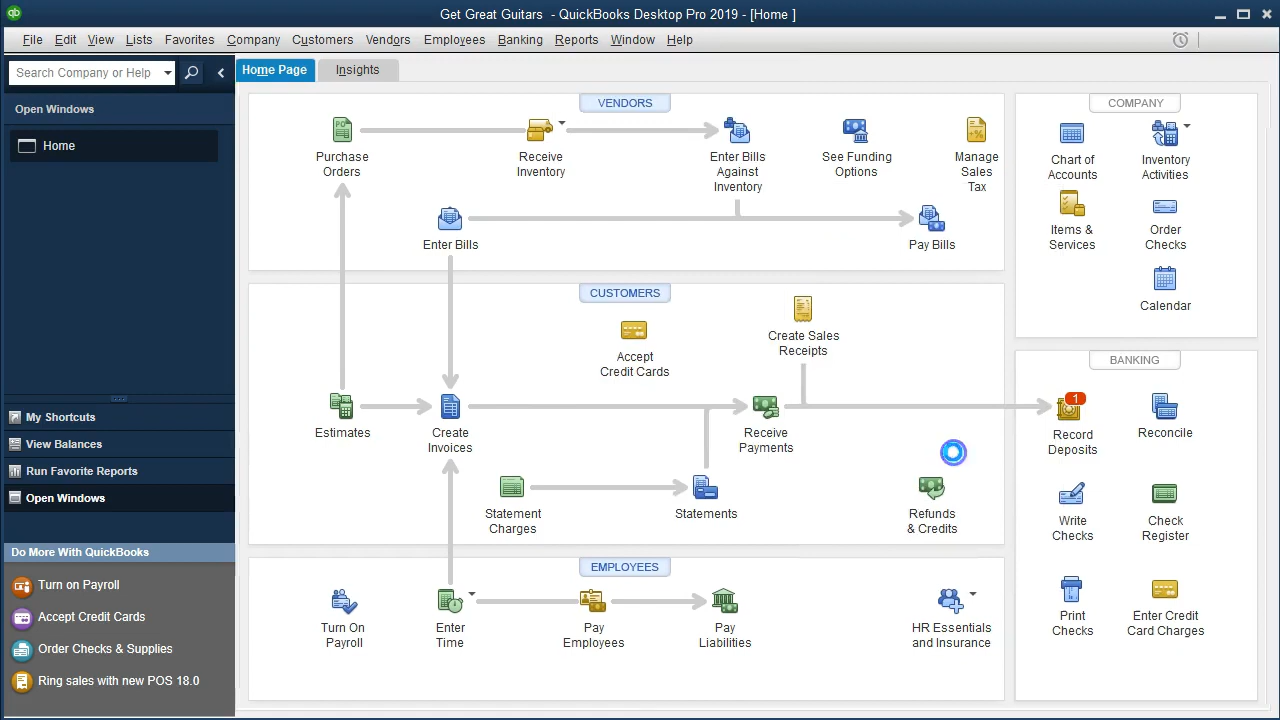 Get Great Guitars - QuickBooks Desktop Pro 2019 - [Home ]
File Edit View Lists Favorites Company Customers Vendors Employees Banking Reports Window Help
Search Company or Help
Home Page
Insights
Open Windows
Home
My Shortcuts
View Balances
Run Favorite Reports
Open Windows
Do More With QuickBooks
Turn on Payroll
Accept Credit Cards
Order Checks & Supplies
Ring sales with new POS 18.0
VENDORS
Purchase
Orders
Receive
Inventory
Enter Bills
Against
Inventory
See Funding
Options
Manage
Sales
Tax
Enter Bills
Pay Bills
CUSTOMERS
Create Sales
Receipts
Accept
Credit Cards
Estimates
Create
Invoices
Receive
Payments
Statement
Charges
Statements
Refunds
& Credits
EMPLOYEES
Turn On
Payroll
Enter
Time
Pay
Employees
Pay
Liabilities
HR Essentials
and Insurance
COMPANY
Chart of
Accounts
Inventory
Activities
Items &
Services
Order
Checks
Calendar
BANKING
1
Record
Deposits
Reconcile
Write
Checks
Check
Register
Print
Checks
Enter Credit
Card Charges